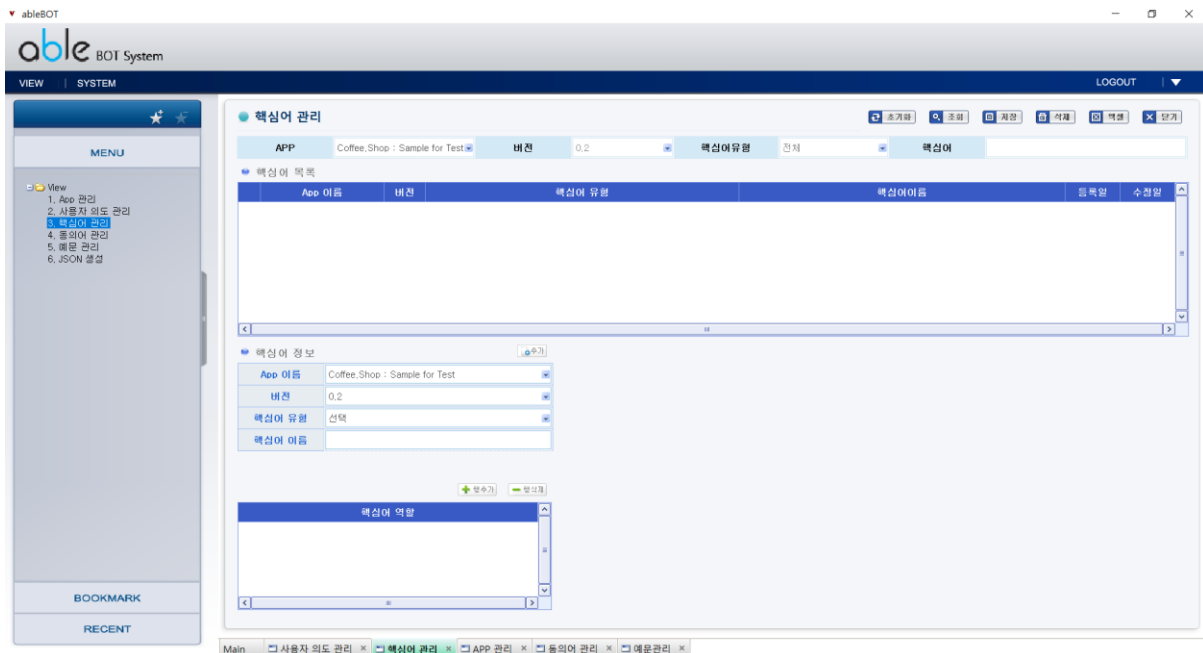 ableBOT
able BOT System
VIEW | SYSTEM LOGOUT
핵심어 관리 초기화 조회 저장 삭제 엑셀 닫기
MENU
APP Coffee,Shop : Sample for Test 버전 0.2 핵심어유형 전체 핵심어
핵심어 목록
App 이름 버전 핵심어 유형 핵심어이름 등록일 수정일
View
1. App 관리
2. 사용자 의도 관리
3. 핵심어 관리
4. 동의어 관리
5. 예문 관리
6. JSON 생성
핵심어 정보 추가
App 이름 Coffee,Shop : Sample for Test
버전 0.2
핵심어 유형 선택
핵심어 이름
행추가 행삭제
핵심어 역할
BOOKMARK
RECENT
Main 사용자 의도 관리 × 핵심어 관리 × APP 관리 × 동의어 관리 × 예문관리 ×